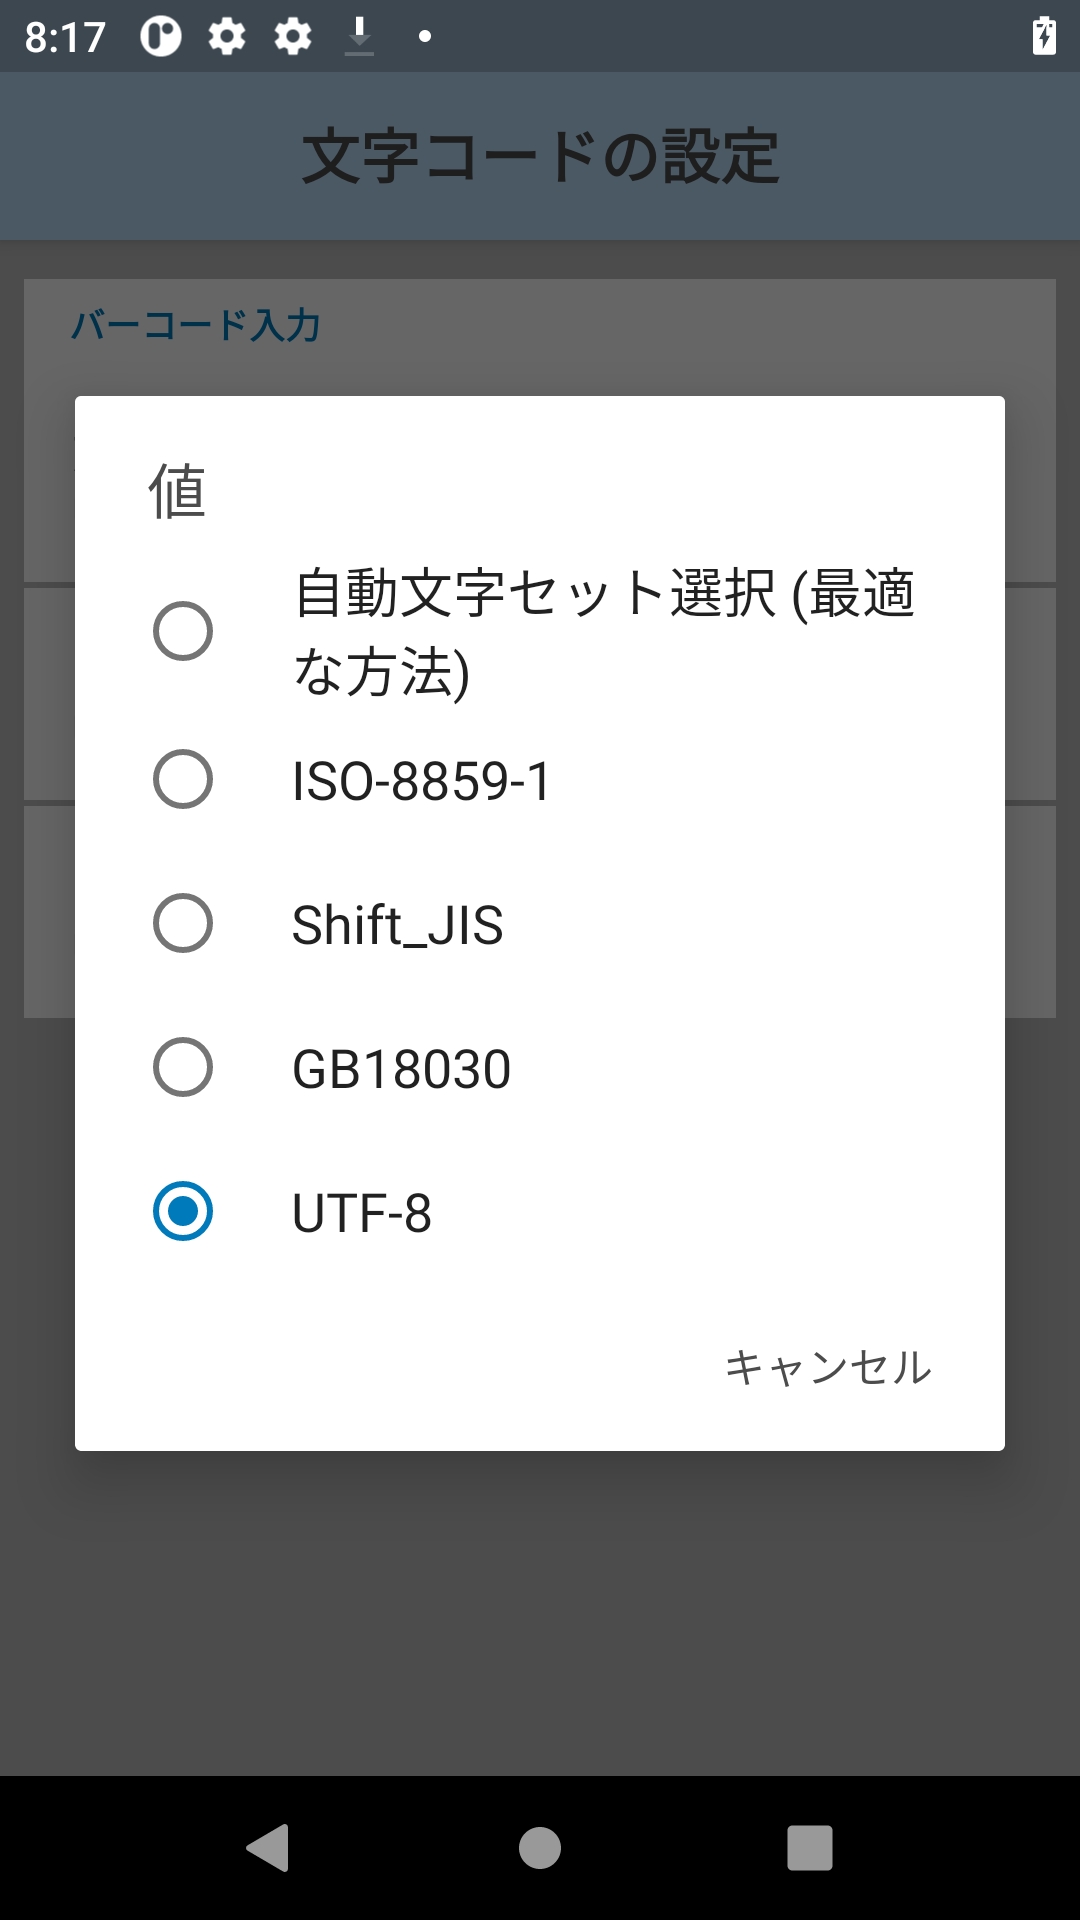 8:17
文字コードの設定
バーコード入力
値
自動文字セット選択 (最適
な方法)
ISO-8859-1
Shift_JIS
GB18030
UTF-8
キャンセル